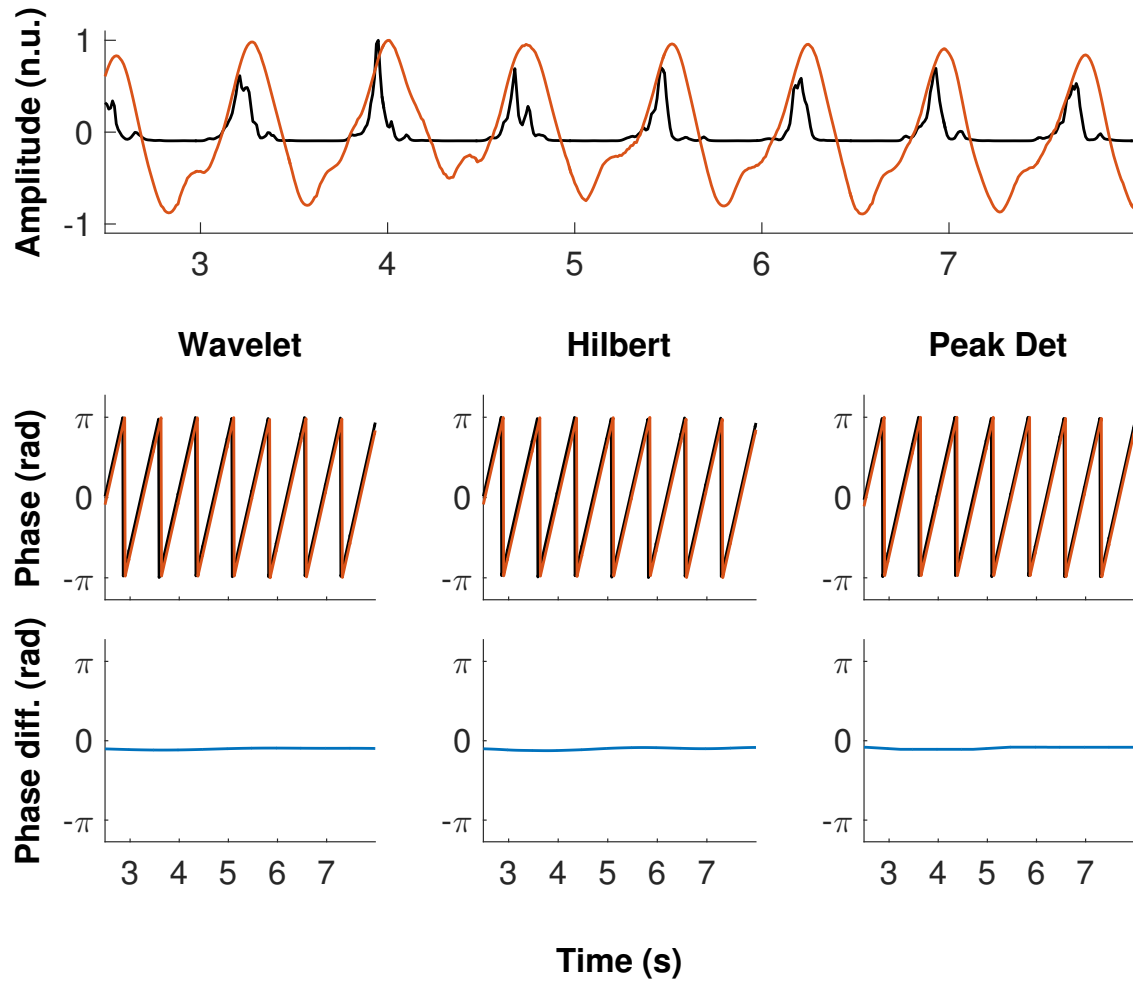 Amplitude (n.u.)
1
0
-1
3 4 5 6 7
Wavelet Hilbert Peak Det
Phase (rad)
π π π
0 0 0
-π -π -π
Phase diff. (rad)
π π π
0 0 0
-π -π -π
3 4 5 6 7 3 4 5 6 7 3 4 5 6 7
Time (s)